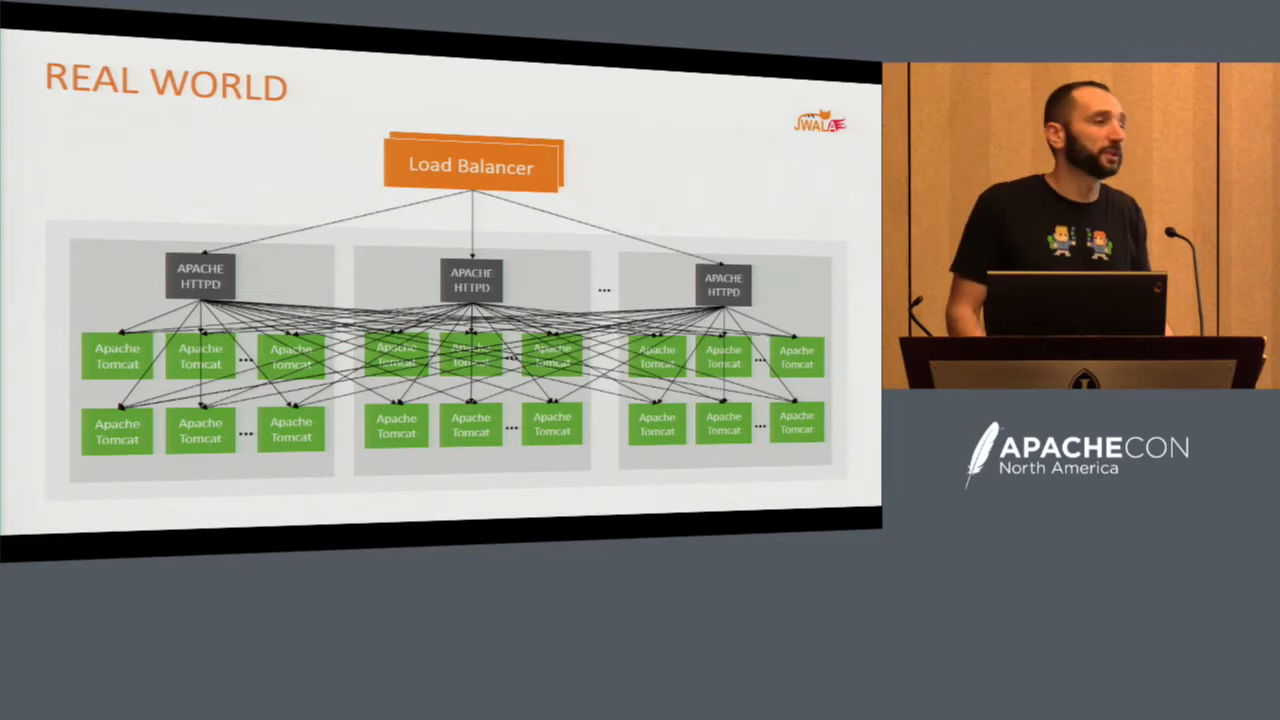 REAL WORLD
JWALA
Load Balancer
APACHE
HTTPD
APACHE
HTTPD
...
APACHE
HTTPD
Apache
Tomcat
Apache
Tomcat
...
Apache
Tomcat
Apache
Tomcat
Apache
Tomcat
...
Apache
Tomcat
Apache
Tomcat
Apache
Tomcat
...
Apache
Tomcat
Apache
Tomcat
Apache
Tomcat
...
Apache
Tomcat
Apache
Tomcat
Apache
Tomcat
...
Apache
Tomcat
Apache
Tomcat
Apache
Tomcat
...
Apache
Tomcat
APACHECON
North America